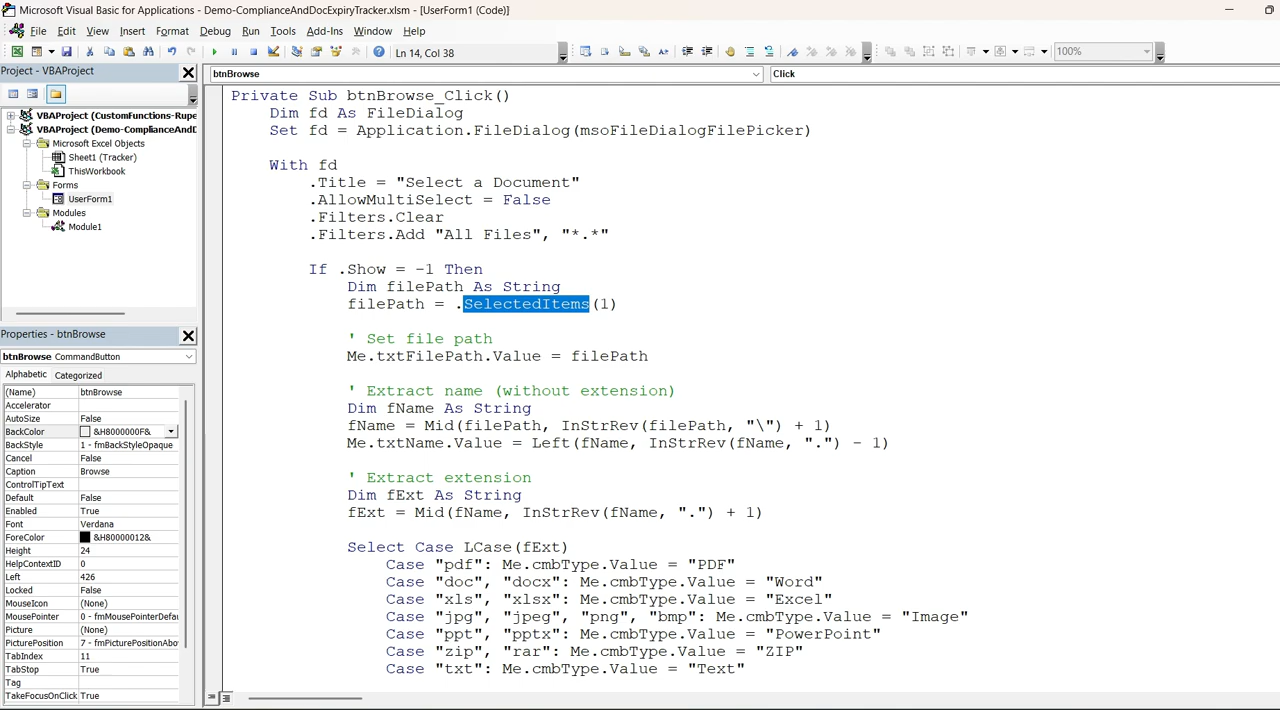 Microsoft Visual Basic for Applications - Demo-ComplianceAndDocExpiryTracker.xlsm - [UserForm1 (Code)]
File Edit View Insert Format Debug Run Tools Add-Ins Window Help
Ln 14, Col 38
100%
Project - VBAProject
VBAProject (CustomFunctions-Rupe
VBAProject (Demo-ComplianceAndD
Microsoft Excel Objects
Sheet1 (Tracker)
ThisWorkbook
Forms
UserForm1
Modules
Module1
Properties - btnBrowse
btnBrowse CommandButton
Alphabetic Categorized
(Name) btnBrowse
Accelerator
AutoSize False
BackColor &H8000000F&
BackStyle 1 - fmBackStyleOpaque
Cancel False
Caption Browse
ControlTipText
Default False
Enabled True
Font Verdana
ForeColor &H80000012&
Height 24
HelpContextID 0
Left 426
Locked False
MouseIcon (None)
MousePointer 0 - fmMousePointerDefau
Picture (None)
PicturePosition 7 - fmPicturePositionAbo
TabIndex 11
TabStop True
Tag
TakeFocusOnClick True
btnBrowse Click
Private Sub btnBrowse_Click()
Dim fd As FileDialog
Set fd = Application.FileDialog(msoFileDialogFilePicker)
With fd
.Title = "Select a Document"
.AllowMultiSelect = False
.Filters.Clear
.Filters.Add "All Files", "*.*"
If .Show = -1 Then
Dim filePath As String
filePath = .SelectedItems(1)
' Set file path
Me.txtFilePath.Value = filePath
' Extract name (without extension)
Dim fName As String
fName = Mid(filePath, InStrRev(filePath, "\") + 1)
Me.txtName.Value = Left(fName, InStrRev(fName, ".") - 1)
' Extract extension
Dim fExt As String
fExt = Mid(fName, InStrRev(fName, ".") + 1)
Select Case LCase(fExt)
Case "pdf": Me.cmbType.Value = "PDF"
Case "doc", "docx": Me.cmbType.Value = "Word"
Case "xls", "xlsx": Me.cmbType.Value = "Excel"
Case "jpg", "jpeg", "png", "bmp": Me.cmbType.Value = "Image"
Case "ppt", "pptx": Me.cmbType.Value = "PowerPoint"
Case "zip", "rar": Me.cmbType.Value = "ZIP"
Case "txt": Me.cmbType.Value = "Text"